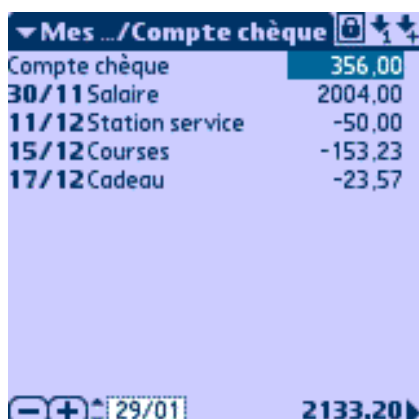 Mes .../Compte chèque
Compte chèque 356,00
30/11 Salaire 2004,00
11/12 Station service -50,00
15/12 Courses -153,23
17/12 Cadeau -23,57
29/01 2133,20